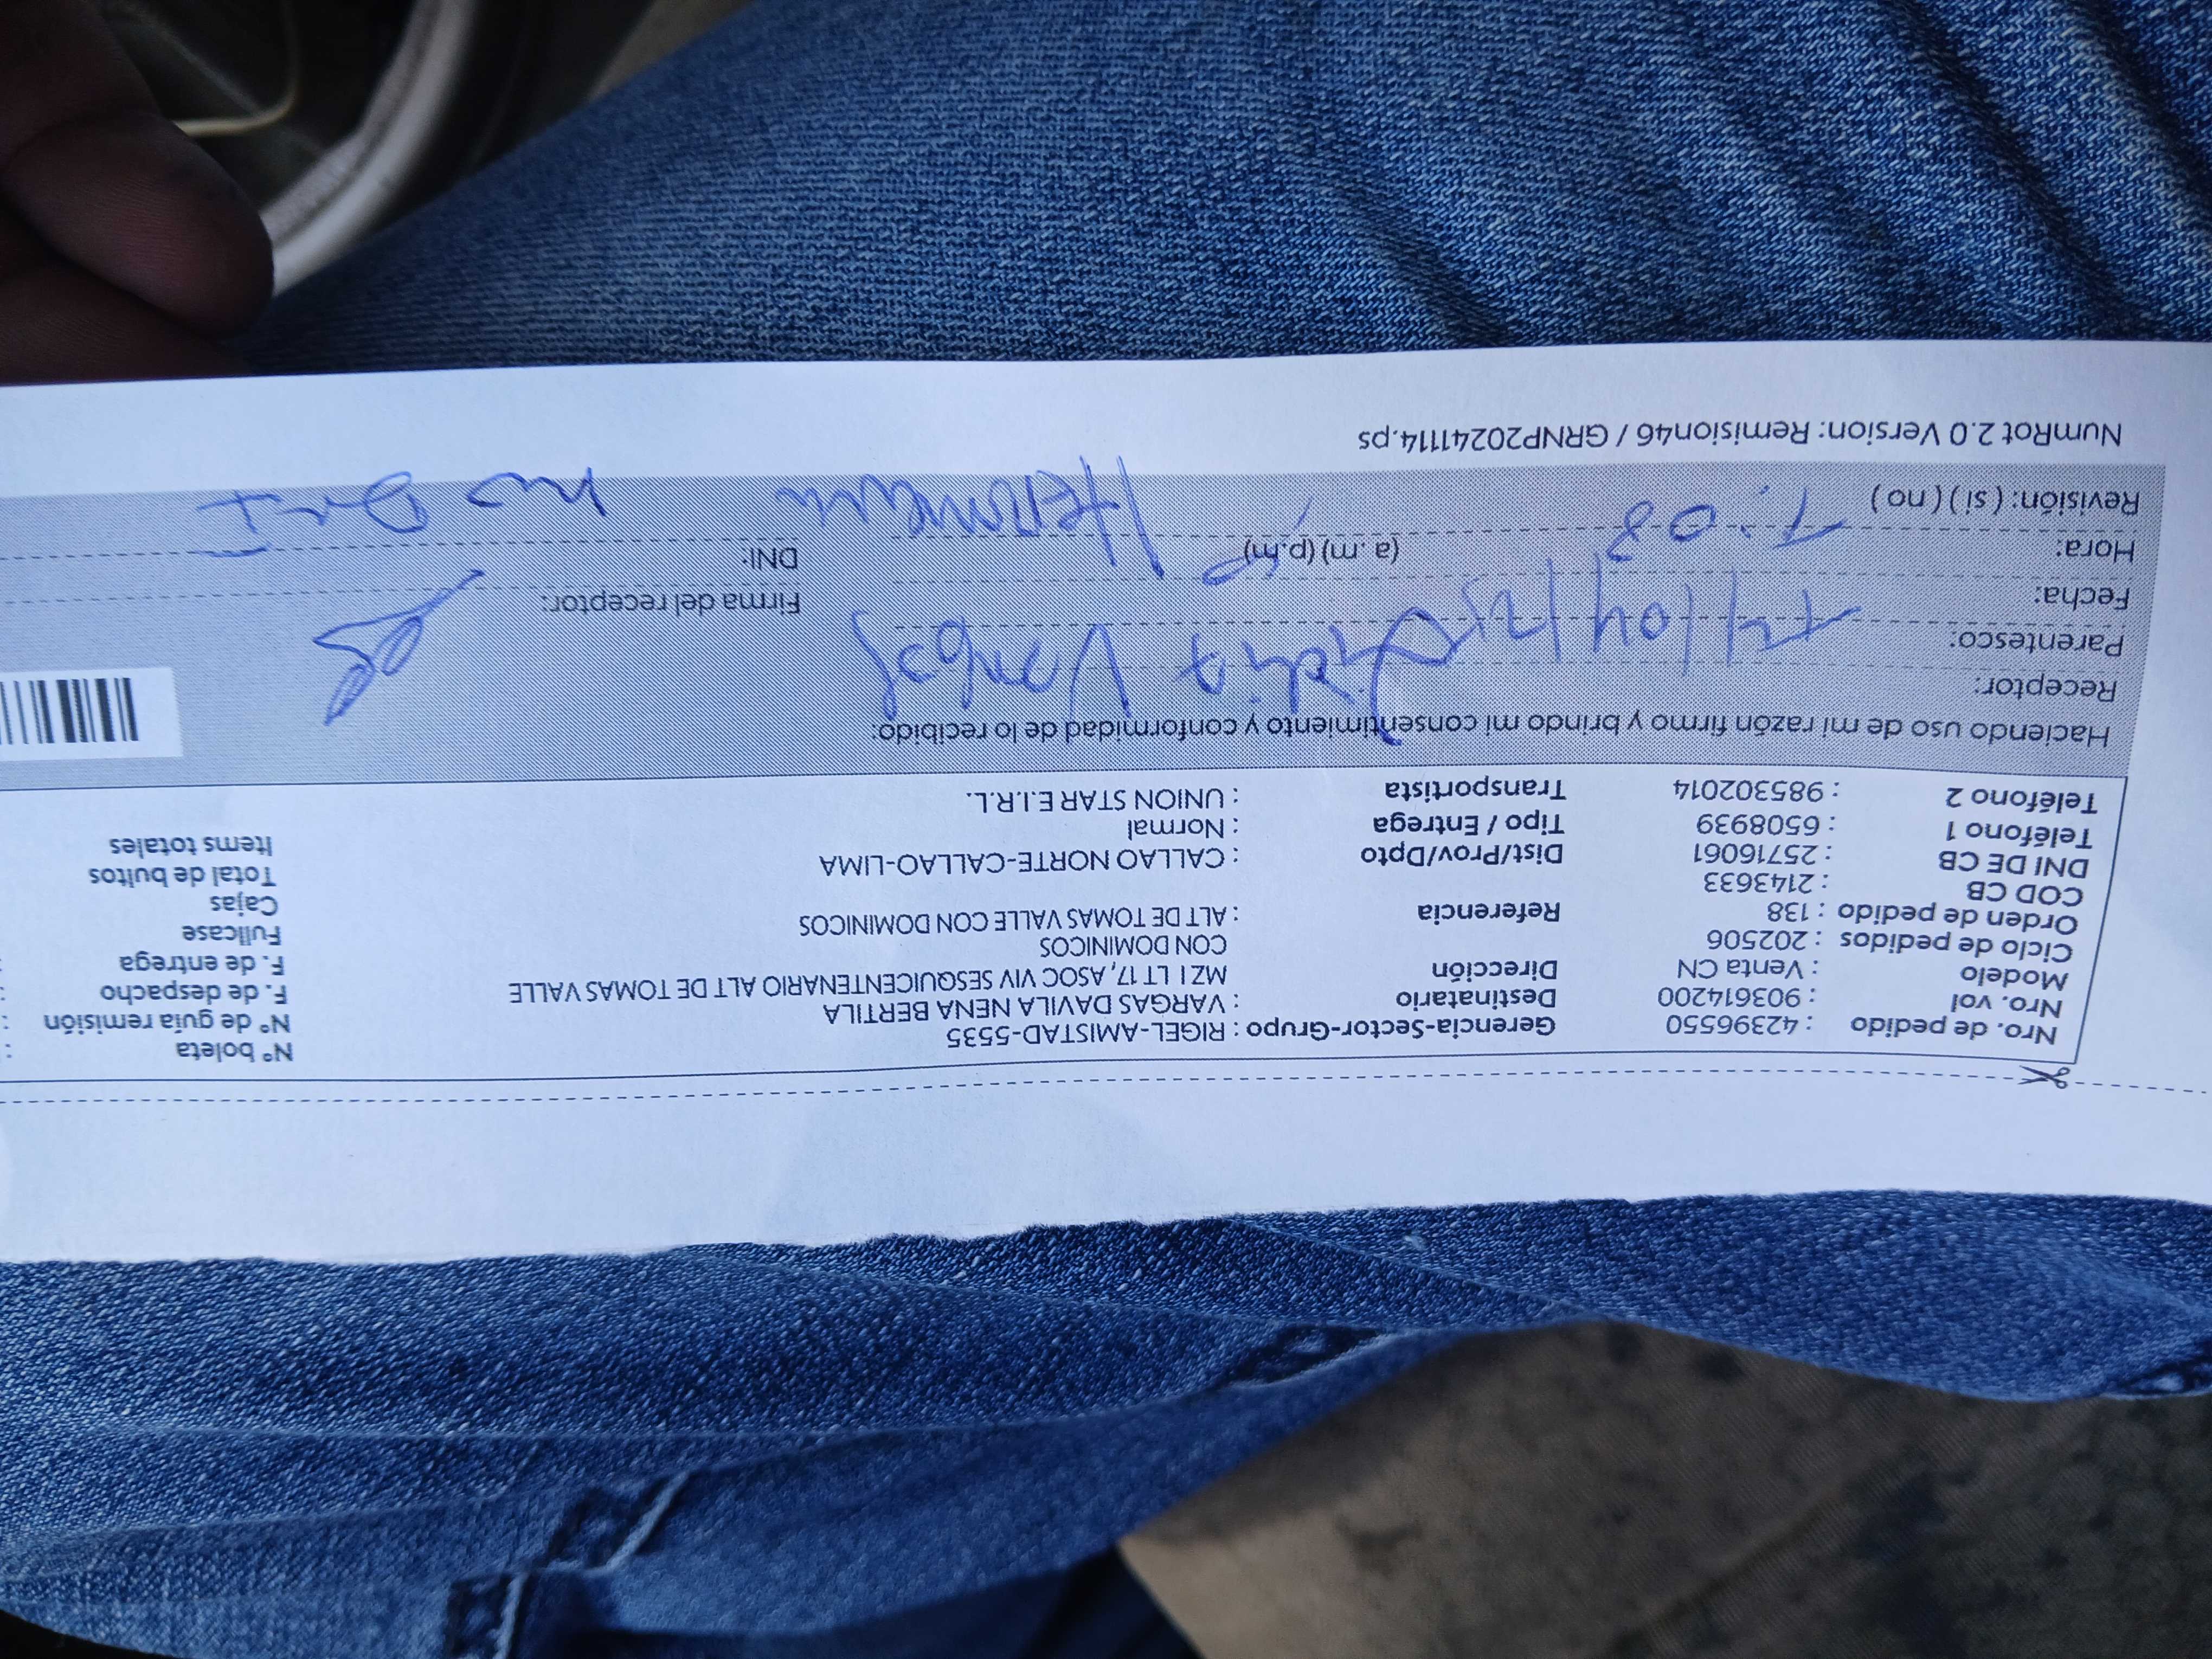 Nro. de pedido : 42396550 Gerencia-Sector-Grupo : RIGEL-AMISTAD-5535 N° boleta :
Nro. vol : 903614200 Destinatario : VARGAS DAVILA NENA BERTILA N° de guía remisión :
Modelo : Venta CN Dirección MZ I LT 17, ASOC VIV SESQUICENTENARIO ALT DE TOMAS VALLE F. de despacho :
Ciclo de pedidos : 202506 CON DOMINICOS F. de entrega :
Orden de pedido : 138 Referencia : ALT DE TOMAS VALLE CON DOMINICOS Fullcase
COD CB : 2143633 Cajas
DNI DE CB : 25716061 Dist/Prov/Dpto : CALLAO NORTE-CALLAO-LIMA Total de bultos
Teléfono 1 : 6508939 Tipo / Entrega : Normal Items totales
Teléfono 2 : 985302014 Transportista : UNION STAR E.I.R.L.
Haciendo uso de mi razón firmo y brindo mi consentimiento y conformidad de lo recibido:
Receptor: Vargas
Parentesco:
Fecha: /04/25 Firma del receptor:
Hora: :08 (a. m) (p.m) DNI:
Revisión: ( si ) ( no ) Hermana no
NumRot 2.0 Version: Remision46 / GRNP20241114.ps